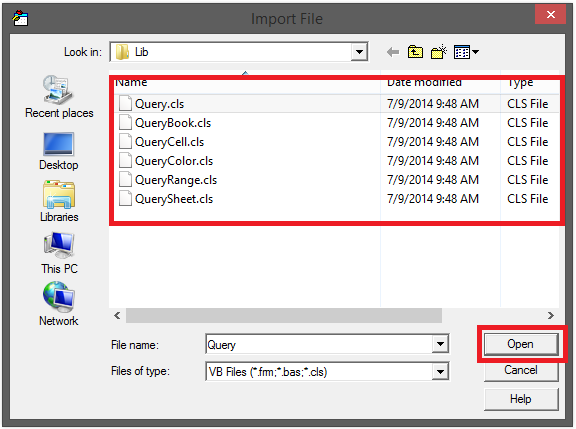 Import File
Look in: Lib
Name Date modified Type
Query.cls 7/9/2014 9:48 AM CLS File
QueryBook.cls 7/9/2014 9:48 AM CLS File
QueryCell.cls 7/9/2014 9:48 AM CLS File
QueryColor.cls 7/9/2014 9:48 AM CLS File
QueryRange.cls 7/9/2014 9:48 AM CLS File
QuerySheet.cls 7/9/2014 9:48 AM CLS File
Recent places
Desktop
Libraries
This PC
Network
File name: Query Open
Files of type: VB Files (*.frm;*.bas;*.cls) Cancel
Help